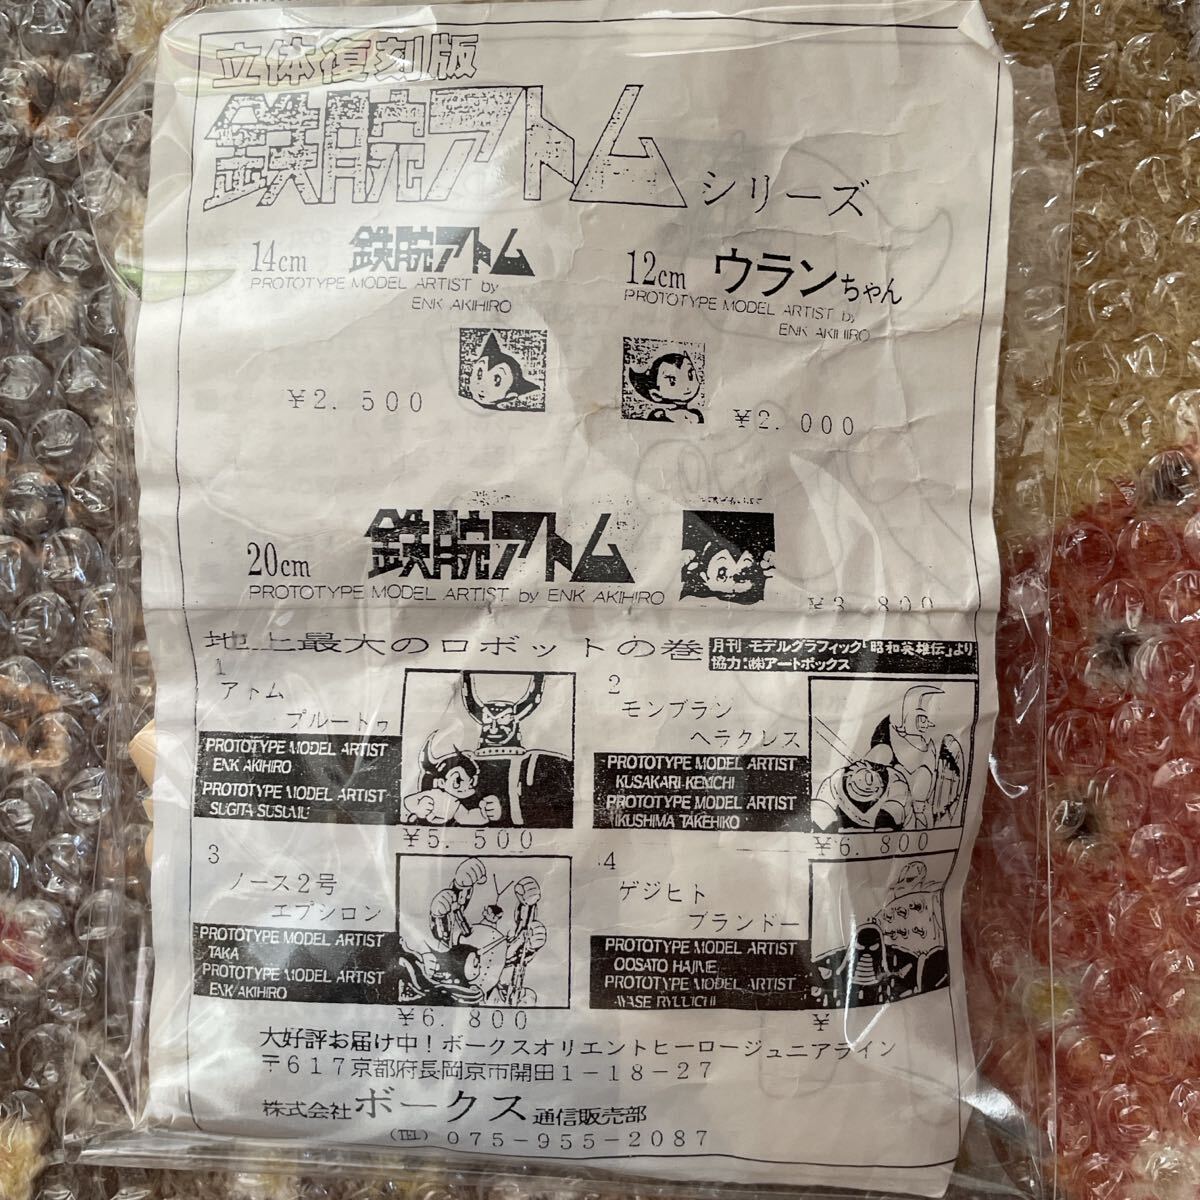 立体復刻版
鉄腕アトム シリーズ
14cm 鉄腕アトム
PROTOTYPE MODEL ARTIST by
ENK AKIHIRO
¥2.500
12cm ウランちゃん
PROTOTYPE MODEL ARTIST by
ENK AKIHIRO
¥2.000
20cm 鉄腕アトム
PROTOTYPE MODEL ARTIST by ENK AKIHIRO
¥3.800
地上最大のロボットの巻
月刊 モデルグラフィック「昭和英雄伝」より
協力:㈱アートボックス
1
アトム
プルートゥ
PROTOTYPE MODEL ARTIST
ENK AKIHIRO
PROTOTYPE MODEL ARTIST
SUGITA SUSUMU
¥5.500
2
モンブラン
ヘラクレス
PROTOTYPE MODEL ARTIST
KUSAKARI KENICHI
PROTOTYPE MODEL ARTIST
IKUSHIMA TAKEHIKO
¥6.800
3
ノース2号
エプシロン
PROTOTYPE MODEL ARTIST
TAKA
PROTOTYPE MODEL ARTIST
ENK AKIHIRO
¥6.800
4
ゲジヒト
ブランドー
PROTOTYPE MODEL ARTIST
OOSATO HAJIME
PROTOTYPE MODEL ARTIST
AYASE RYUUICHI
¥
大好評お届け中!ボークスオリエントヒーロージュニアライン
〒617京都府長岡京市開田1-18-27
株式会社ボークス通信販売部
(TEL) 075-955-2087